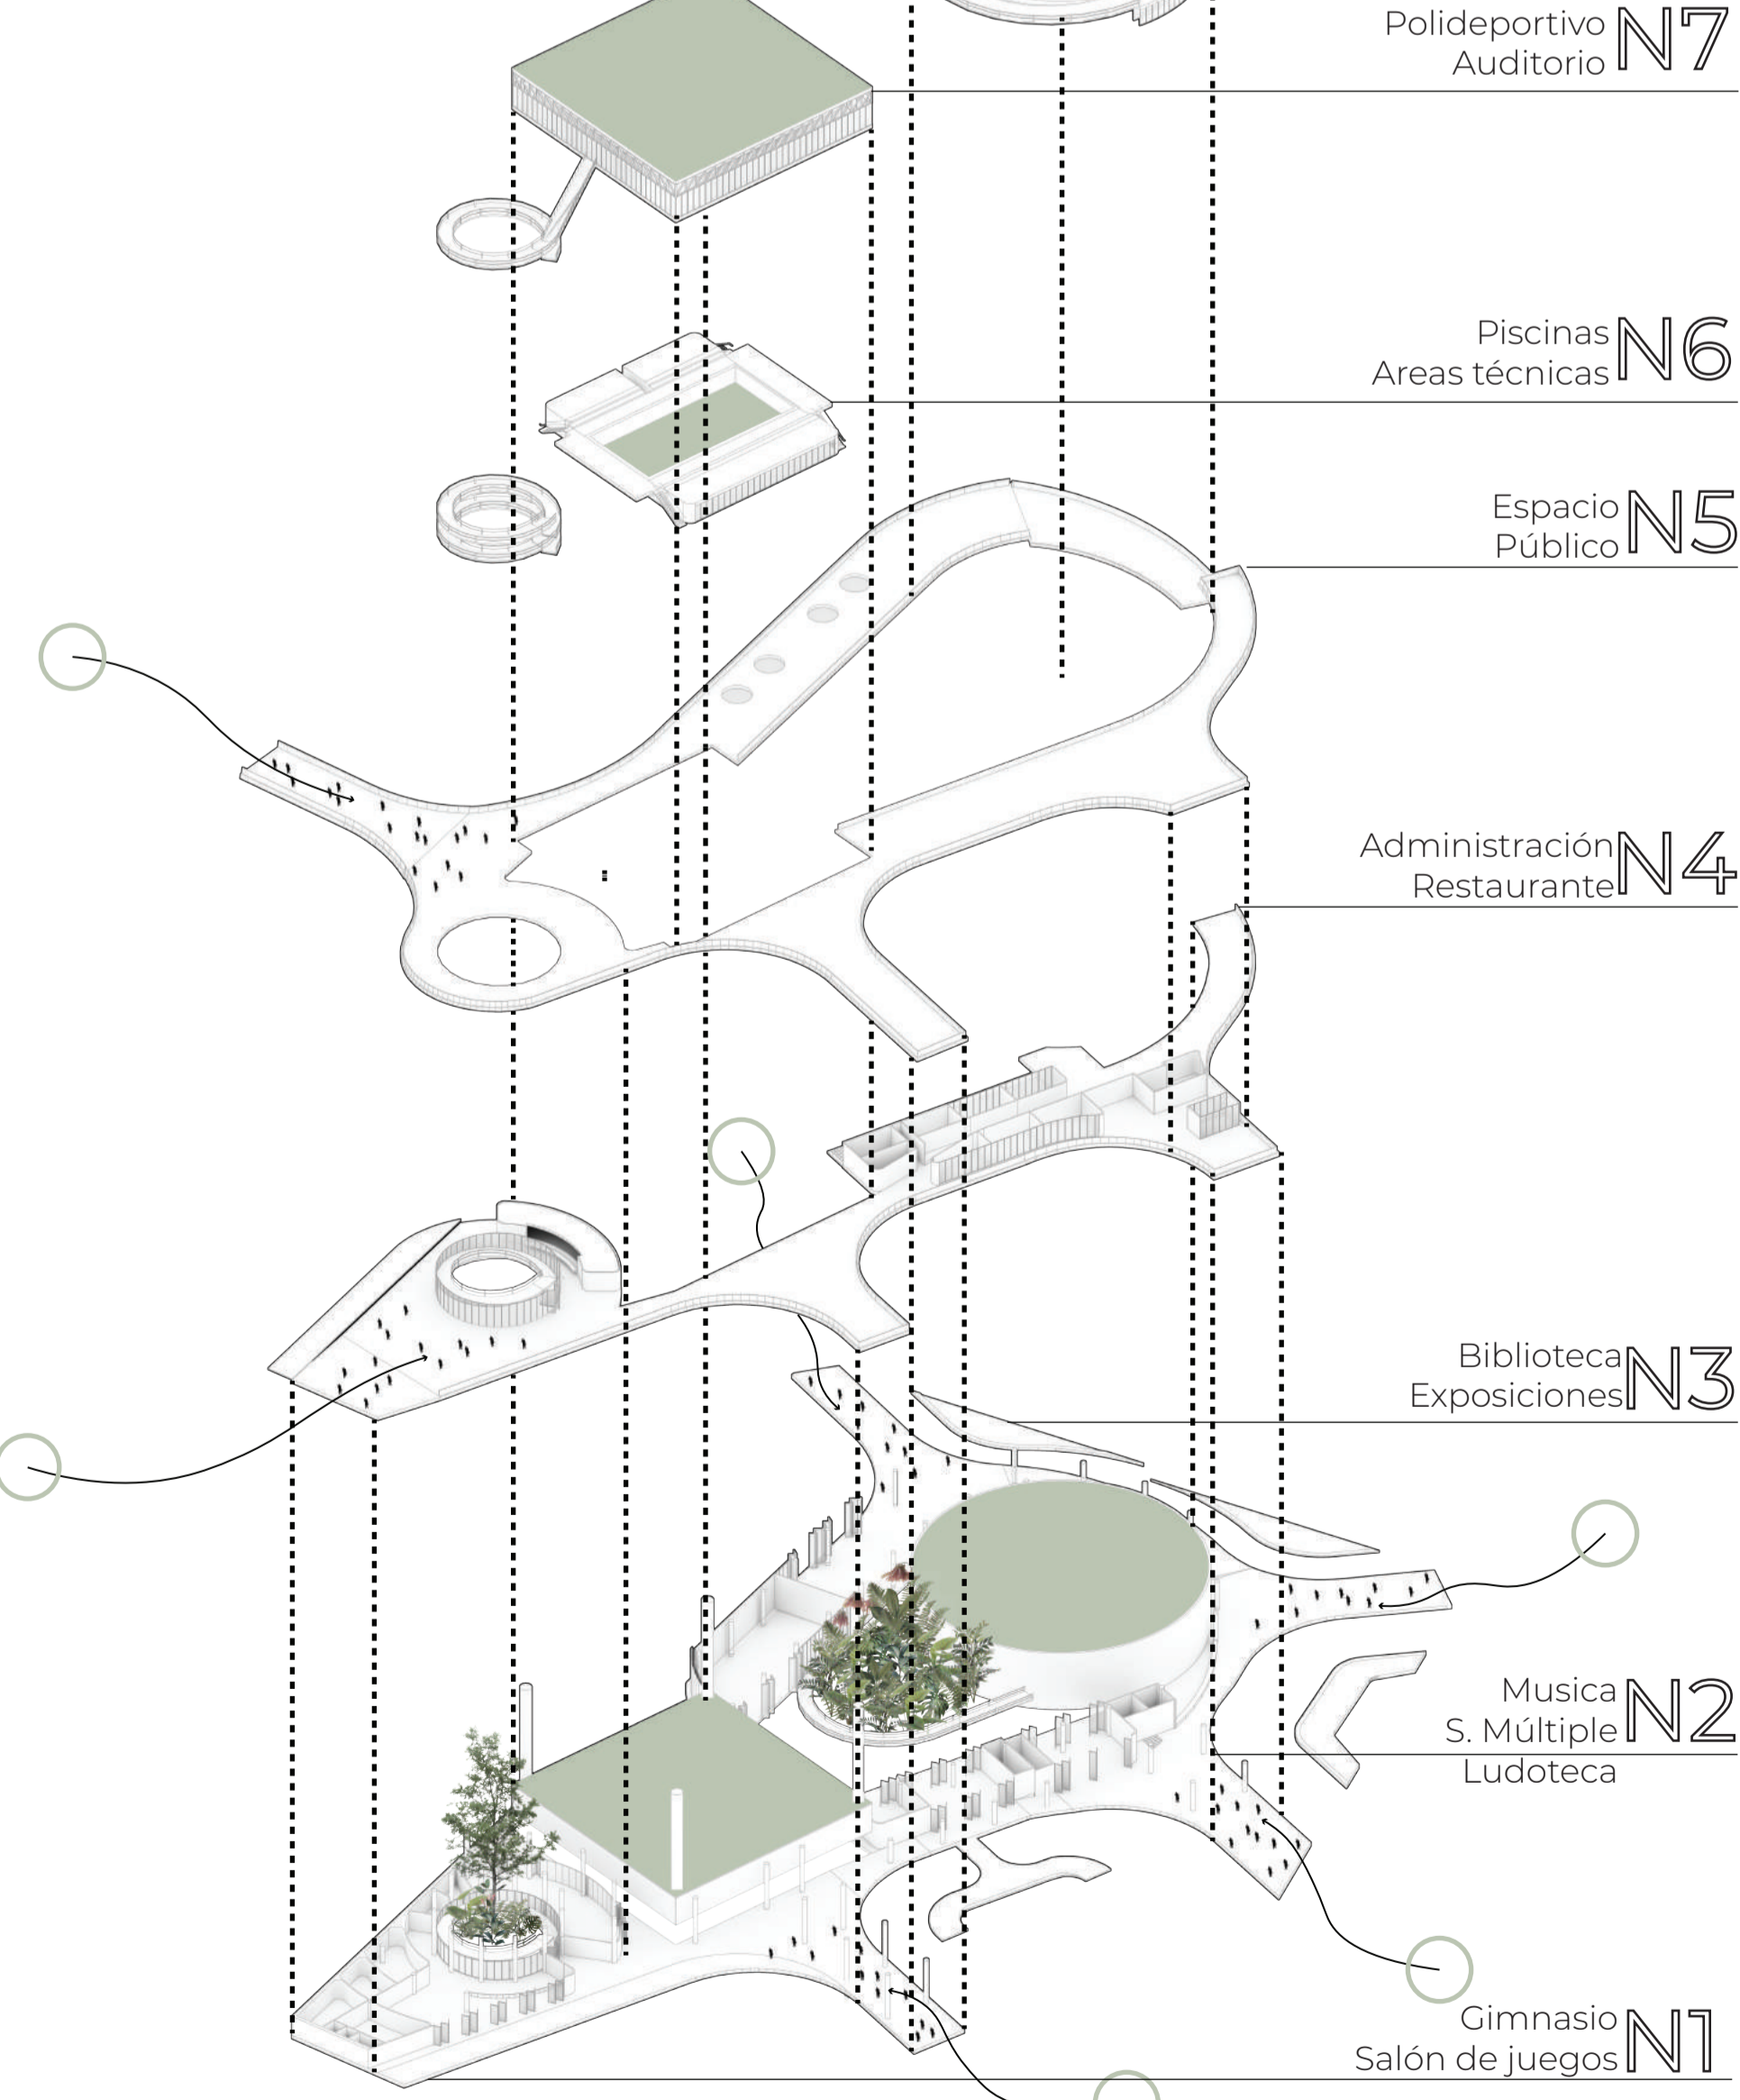 Polideportivo
Auditorio N7
Piscinas
Areas técnicas N6
Espacio
Público N5
Administración
Restaurante N4
Biblioteca
Exposiciones N3
Musica
S. Múltiple N2
Ludoteca
Gimnasio
Salón de juegos N1